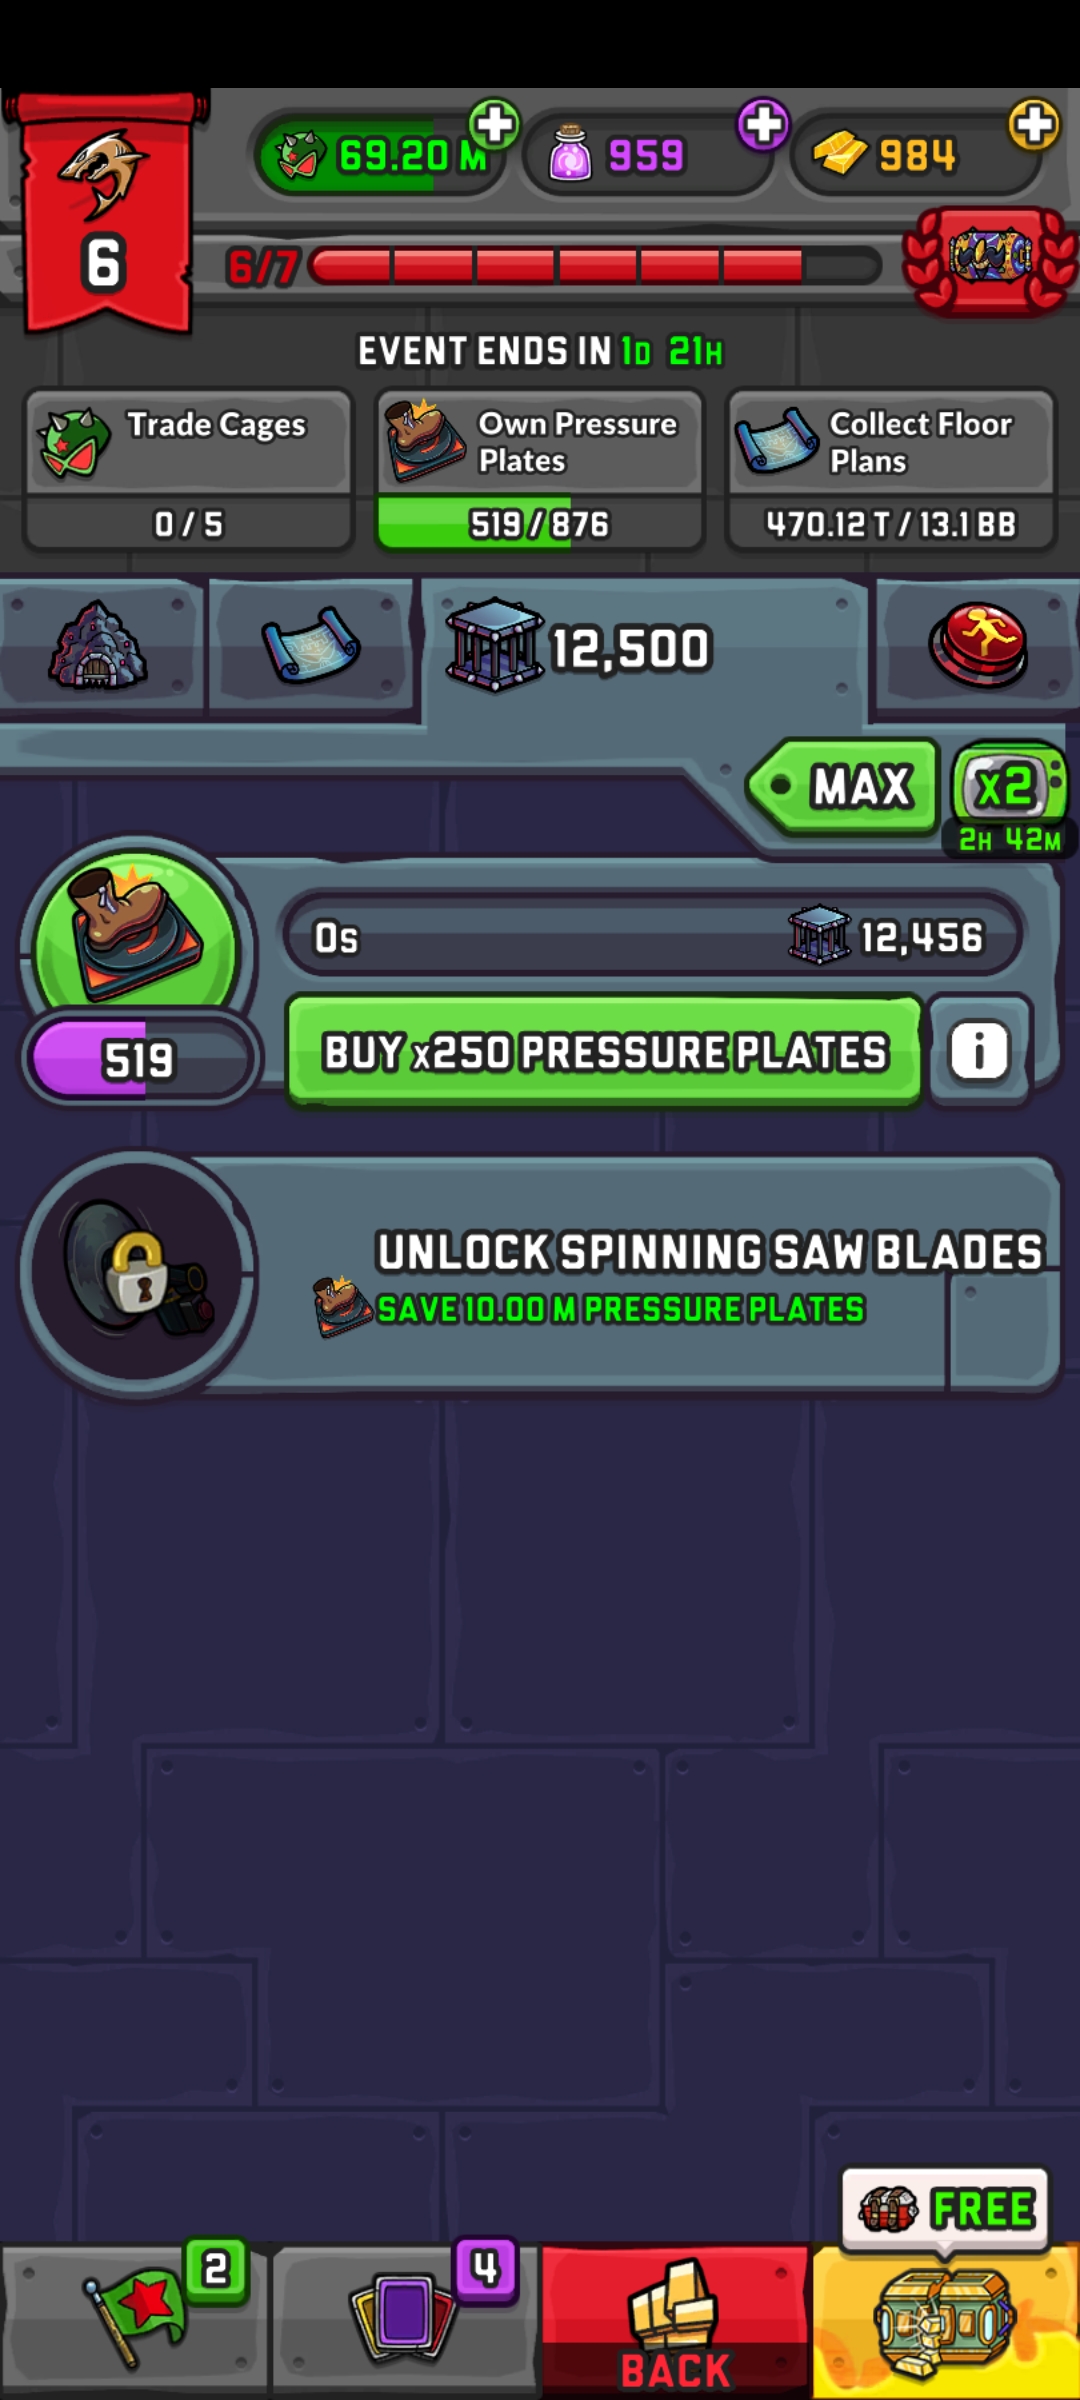 69.20 M
959
984
6
6/7
EVENT ENDS IN 1D 21H
Trade Cages
0 / 5
Own Pressure
Plates
519 / 876
Collect Floor
Plans
470.12 T / 13.1 BB
12,500
MAX
x2
2H 42M
0s
12,456
519
BUY x250 PRESSURE PLATES
i
UNLOCK SPINNING SAW BLADES
SAVE 10.00 M PRESSURE PLATES
FREE
2
4
BACK